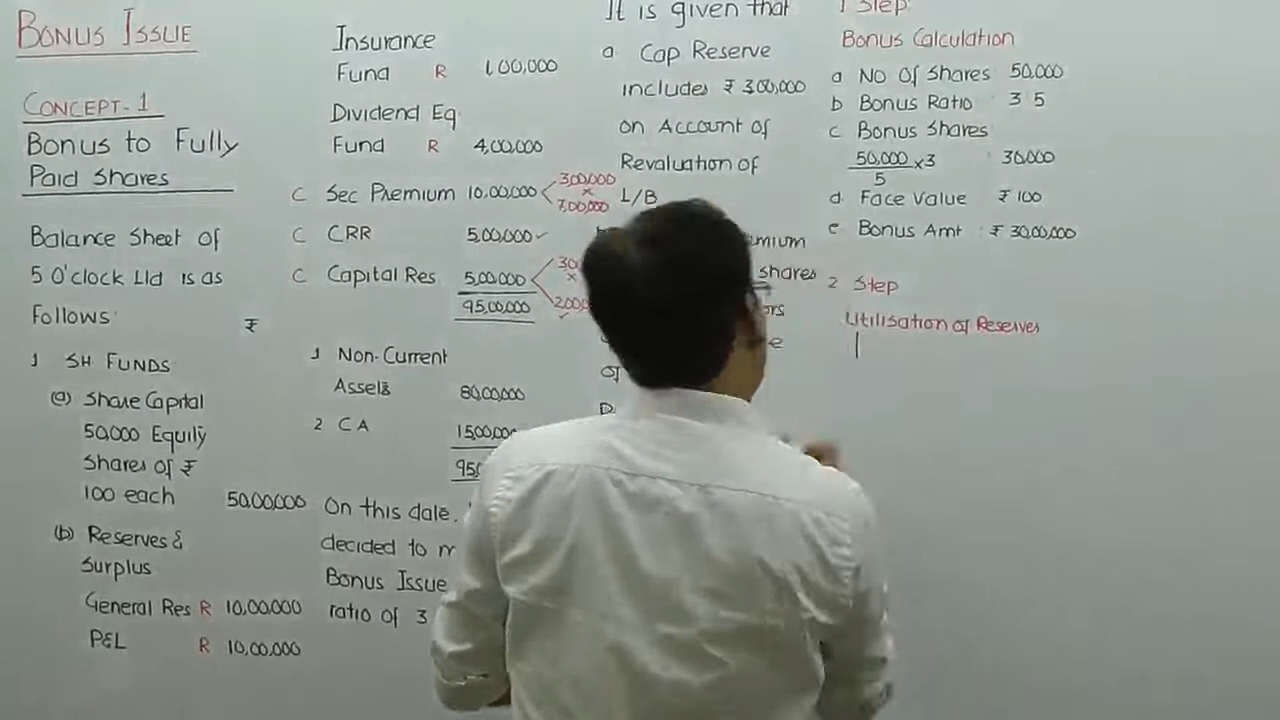 BONUS ISSUE
CONCEPT-1
Bonus to Fully
Paid Shares
Balance Sheet of
5 O'clock Ltd is as
Follows
₹
1 SH FUNDS
(a) Share Capital
50,000 Equity
Shares of ₹
100 each 50,00,000
(b) Reserves &
Surplus
General Res R 10,00,000
P&L R 10,00,000
Insurance
Fund R 1,00,000
Dividend Eq
Fund R 4,00,000
C Sec Premium 10,00,000 < 3,00,000 × 7,00,000
C CRR 5,00,000 ✓
C Capital Res 5,00,000
95,00,000
1 Non-Current
Assets 80,00,000
2 CA
On this date,
decided to
Bonus Issue
ratio of 3
It is given that
a Cap Reserve
includes ₹ 3,00,000
on Account of
Revaluation of
L/B
shares
of
1 Step
Bonus Calculation
a No Of Shares 50,000
b Bonus Ratio 3 5
c Bonus Shares
50,000/5 × 3 30,000
d Face Value ₹ 100
e Bonus Amt : ₹ 30,00,000
2 Step
Utilisation of Reserves